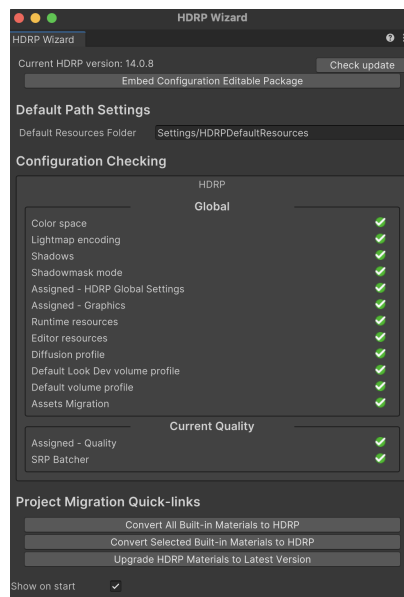 HDRP Wizard
HDRP Wizard
Current HDRP version: 14.0.8
Check update
Embed Configuration Editable Package
Default Path Settings
Default Resources Folder Settings/HDRPDefaultResources
Configuration Checking
HDRP
Global
Color space
Lightmap encoding
Shadows
Shadowmask mode
Assigned - HDRP Global Settings
Assigned - Graphics
Runtime resources
Editor resources
Diffusion profile
Default Look Dev volume profile
Default volume profile
Assets Migration
Current Quality
Assigned - Quality
SRP Batcher
Project Migration Quick-links
Convert All Built-in Materials to HDRP
Convert Selected Built-in Materials to HDRP
Upgrade HDRP Materials to Latest Version
Show on start